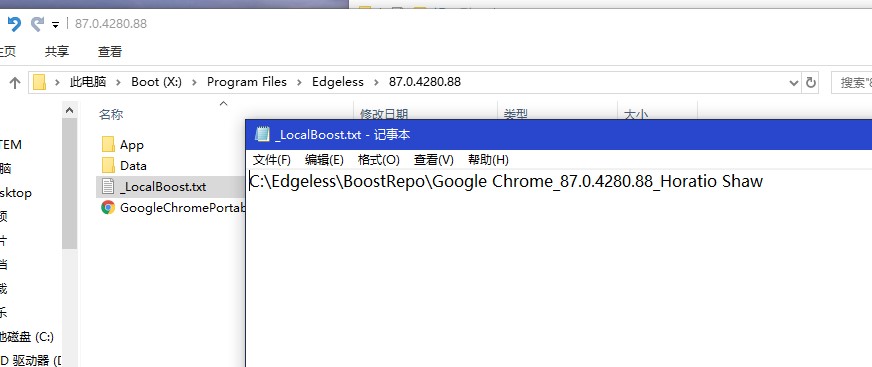 87.0.4280.88
主页 共享 查看
此电脑 Boot (X:) Program Files Edgeless 87.0.4280.88
搜索"8
名称 修改日期 类型 大小
_LocalBoost.txt - 记事本
文件(F) 编辑(E) 格式(O) 查看(V) 帮助(H)
C:\Edgeless\BoostRepo\Google Chrome_87.0.4280.88_Horatio Shaw
App
Data
_LocalBoost.txt
GoogleChromePortab
TEM
脑
sktop
片
档
载
乐
地磁盘 (C:)
D 驱动器 (D